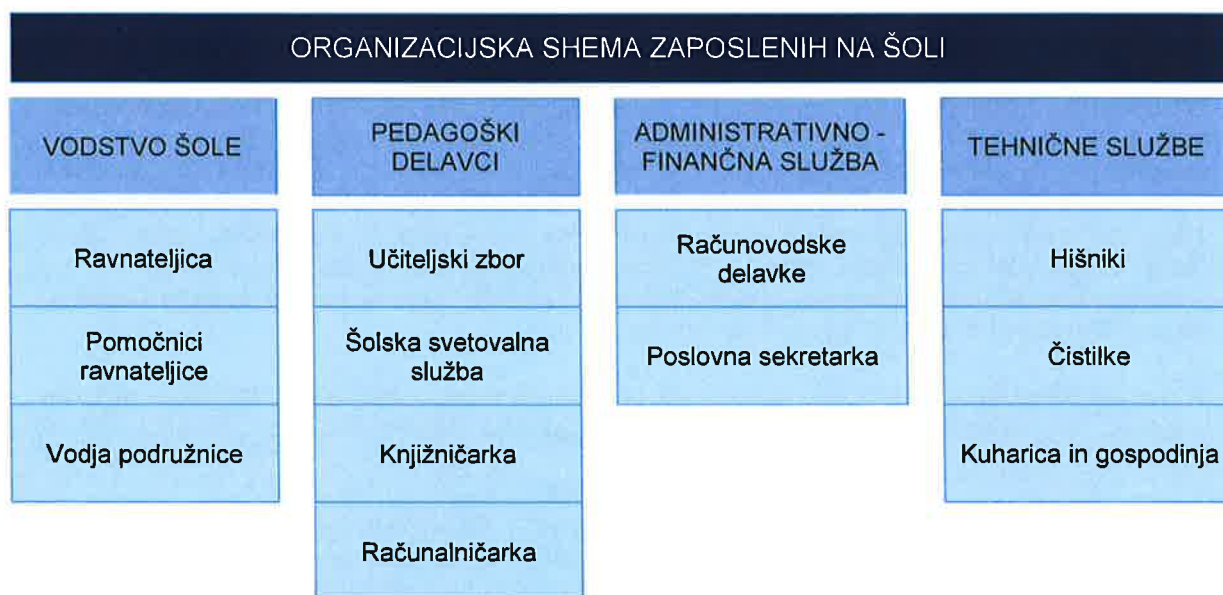 ORGANIZACIJSKA SHEMA ZAPOSLENIH NA ŠOLI
VODSTVO ŠOLE
Ravnateljica
Pomočnici
ravnateljice
Vodja podružnice
PEDAGOŠKI
DELAVCI
Učiteljski zbor
Šolska svetovalna
služba
Knjižničarka
Računalničarka
ADMINISTRATIVNO -
FINANČNA SLUŽBA
Računovodske
delavke
Poslovna sekretarka
TEHNIČNE SLUŽBE
Hišniki
Čistilke
Kuharica in gospodinja